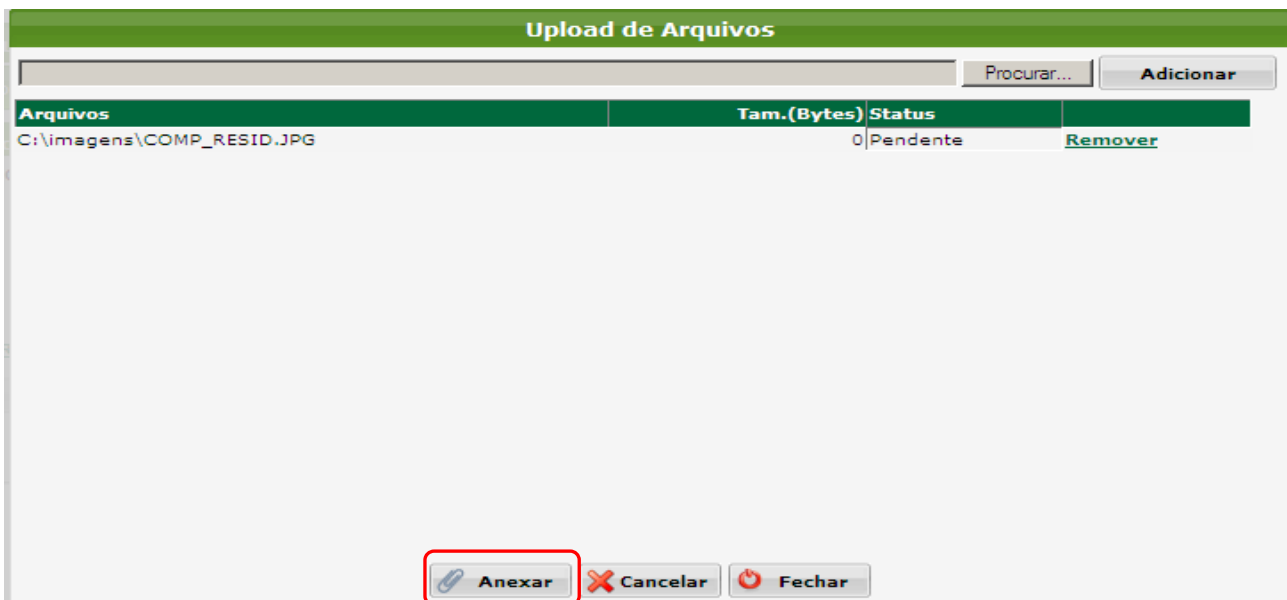 Upload de Arquivos
Procurar... Adicionar
Arquivos Tam.(Bytes) Status
C:\imagens\COMP_RESID.JPG 0 Pendente Remover
Anexar Cancelar Fechar